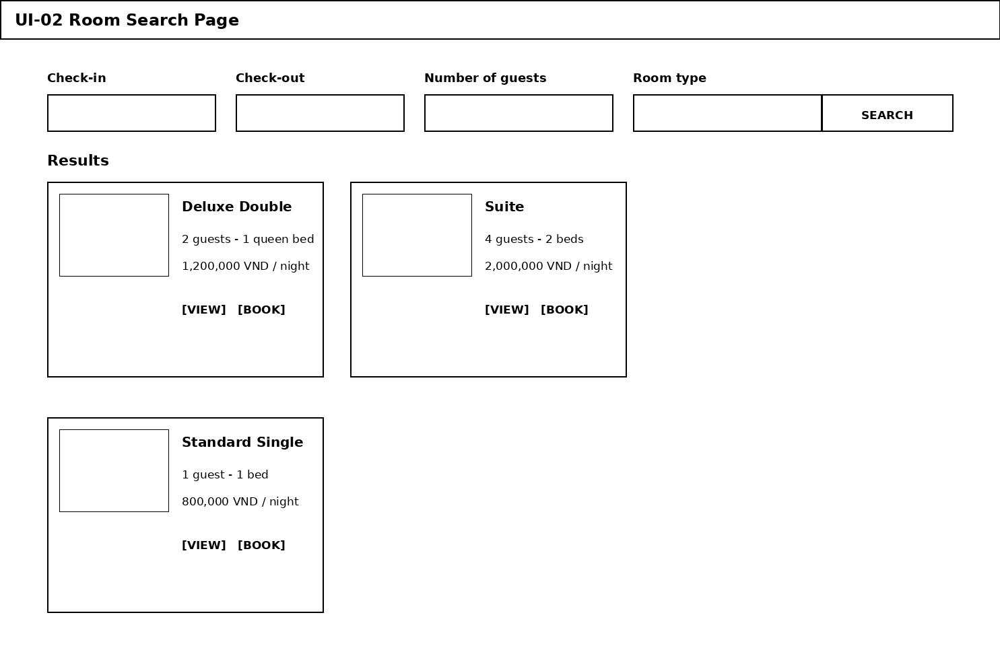 UI-02 Room Search Page
Check-in
Check-out
Number of guests
Room type
SEARCH
Results
Deluxe Double
2 guests - 1 queen bed
1,200,000 VND / night
[VIEW] [BOOK]
Suite
4 guests - 2 beds
2,000,000 VND / night
[VIEW] [BOOK]
Standard Single
1 guest - 1 bed
800,000 VND / night
[VIEW] [BOOK]